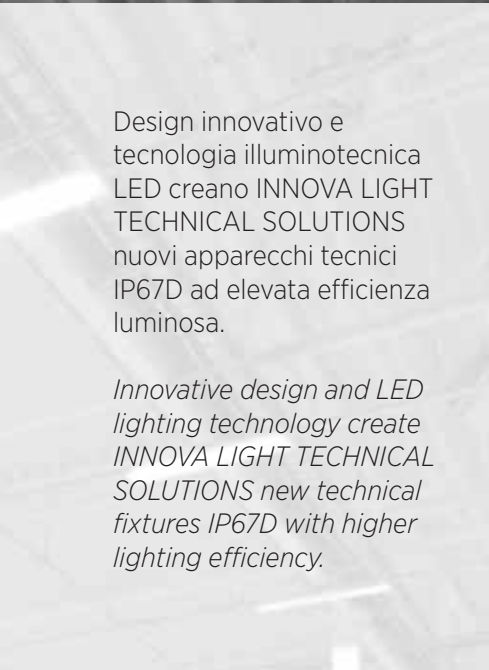 Design innovativo e
tecnologia illuminotecnica
LED creano INNOVA LIGHT
TECHNICAL SOLUTIONS
nuovi apparecchi tecnici
IP67D ad elevata efficienza
luminosa.
Innovative design and LED
lighting technology create
INNOVA LIGHT TECHNICAL
SOLUTIONS new technical
fixtures IP67D with higher
lighting efficiency.